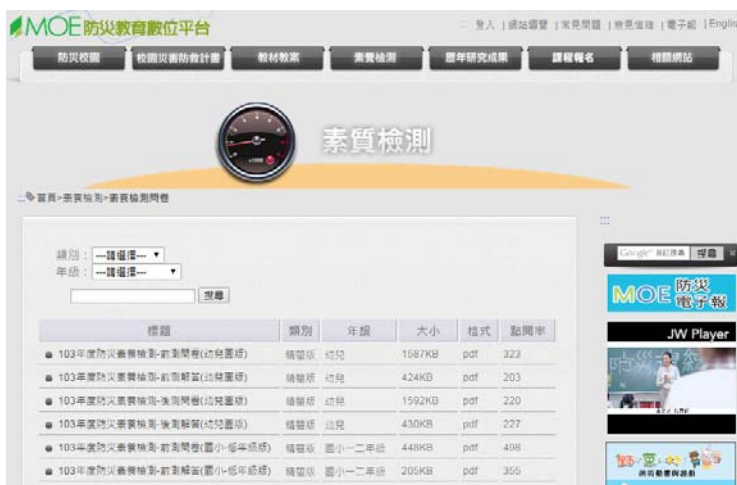 MOE防災教育數位平台
登入 | 網站導覽 | 常見問題 | 意見信箱 | 電子報 | English
防災校園 校園災害防救計畫 教材教案 素養檢測 歷年研究成果 課程報名 相關網站
素質檢測
首頁>素養檢測>素養檢測問卷
類別：---請選擇---
年級：---請選擇---
搜尋
標題 類別 年級 大小 格式 點閱率
103年度防災素養檢測-前測問卷(幼兒園版) 精簡版 幼兒 1587KB pdf 323
103年度防災素養檢測-前測解答(幼兒園版) 精簡版 幼兒 424KB pdf 203
103年度防災素養檢測-後測問卷(幼兒園版) 精簡版 幼兒 1592KB pdf 220
103年度防災素養檢測-後測解答(幼兒園版) 精簡版 幼兒 430KB pdf 227
103年度防災素養檢測-前測問卷(國小-低年級版) 精簡版 國小一二年級 448KB pdf 498
103年度防災素養檢測-前測解答(國小-低年級版) 精簡版 國小一二年級 205KB pdf 355
Google 自訂搜尋 搜尋
MOE 防災電子報
JW Player